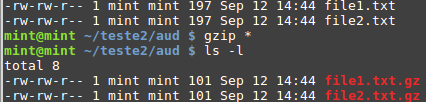 -rw-rw-r-- 1 mint mint 197 Sep 12 14:44 file1.txt
-rw-rw-r-- 1 mint mint 197 Sep 12 14:44 file2.txt
mint@mint ~/teste2/aud $ gzip *
mint@mint ~/teste2/aud $ ls -l
total 8
-rw-rw-r-- 1 mint mint 101 Sep 12 14:44 file1.txt.gz
-rw-rw-r-- 1 mint mint 101 Sep 12 14:44 file2.txt.gz